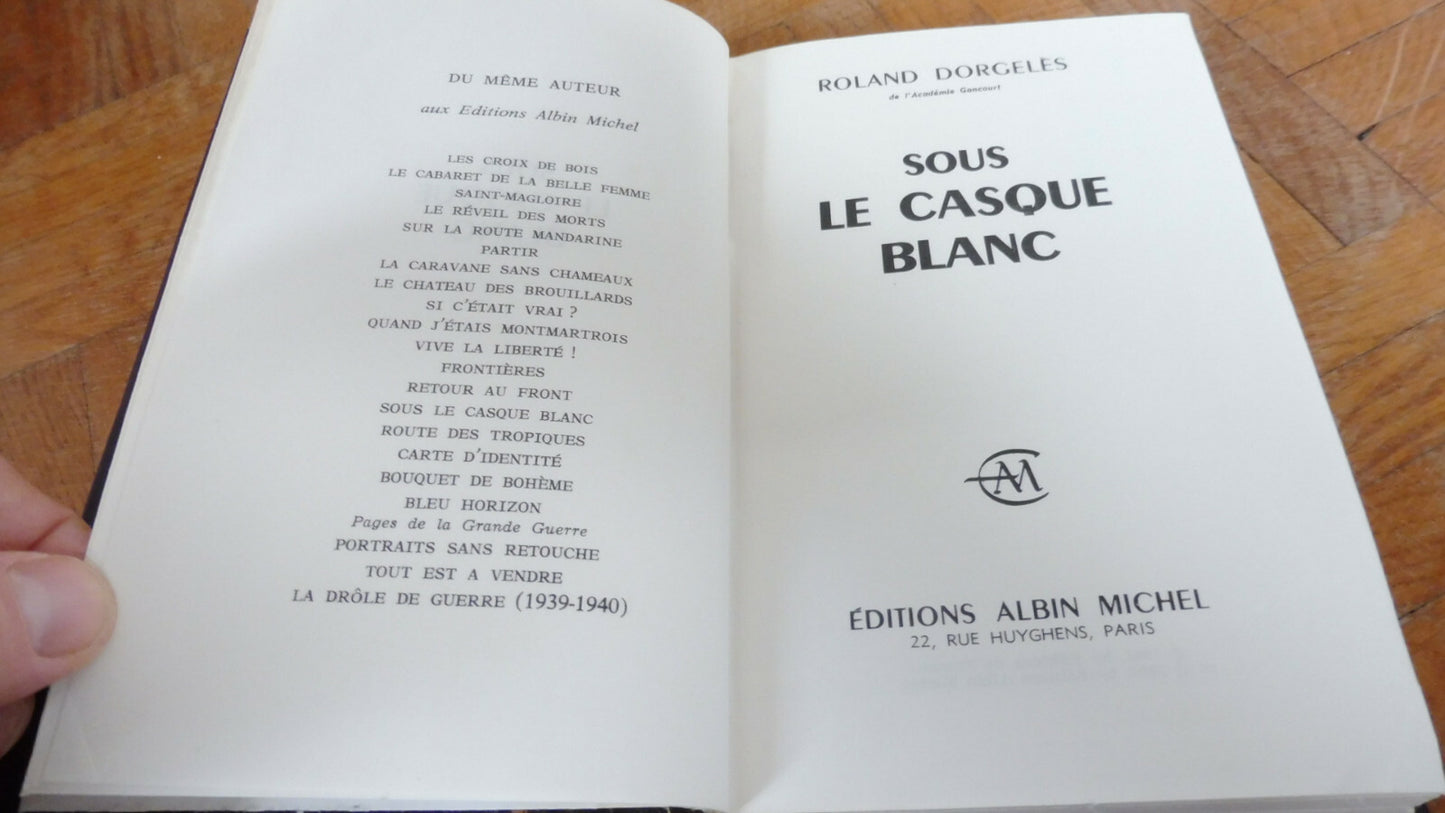 DU MÊME AUTEUR
aux Editions Albin Michel
LES CROIX DE BOIS
LE CABARET DE LA BELLE FEMME
SAINT-MAGLOIRE
LE RÉVEIL DES MORTS
SUR LA ROUTE MANDARINE
PARTIR
LA CARAVANE SANS CHAMEAUX
LE CHATEAU DES BROUILLARDS
SI C'ÉTAIT VRAI ?
QUAND J'ÉTAIS MONTMARTROIS
VIVE LA LIBERTÉ !
FRONTIÈRES
RETOUR AU FRONT
SOUS LE CASQUE BLANC
ROUTE DES TROPIQUES
CARTE D'IDENTITÉ
BOUQUET DE BOHÈME
BLEU HORIZON
Pages de la Grande Guerre
PORTRAITS SANS RETOUCHE
TOUT EST A VENDRE
LA DRÔLE DE GUERRE (1939-1940)
ROLAND DORGELÈS
de l'Académie Goncourt
SOUS
LE CASQUE
BLANC
AM
ÉDITIONS ALBIN MICHEL
22, RUE HUYGHENS, PARIS